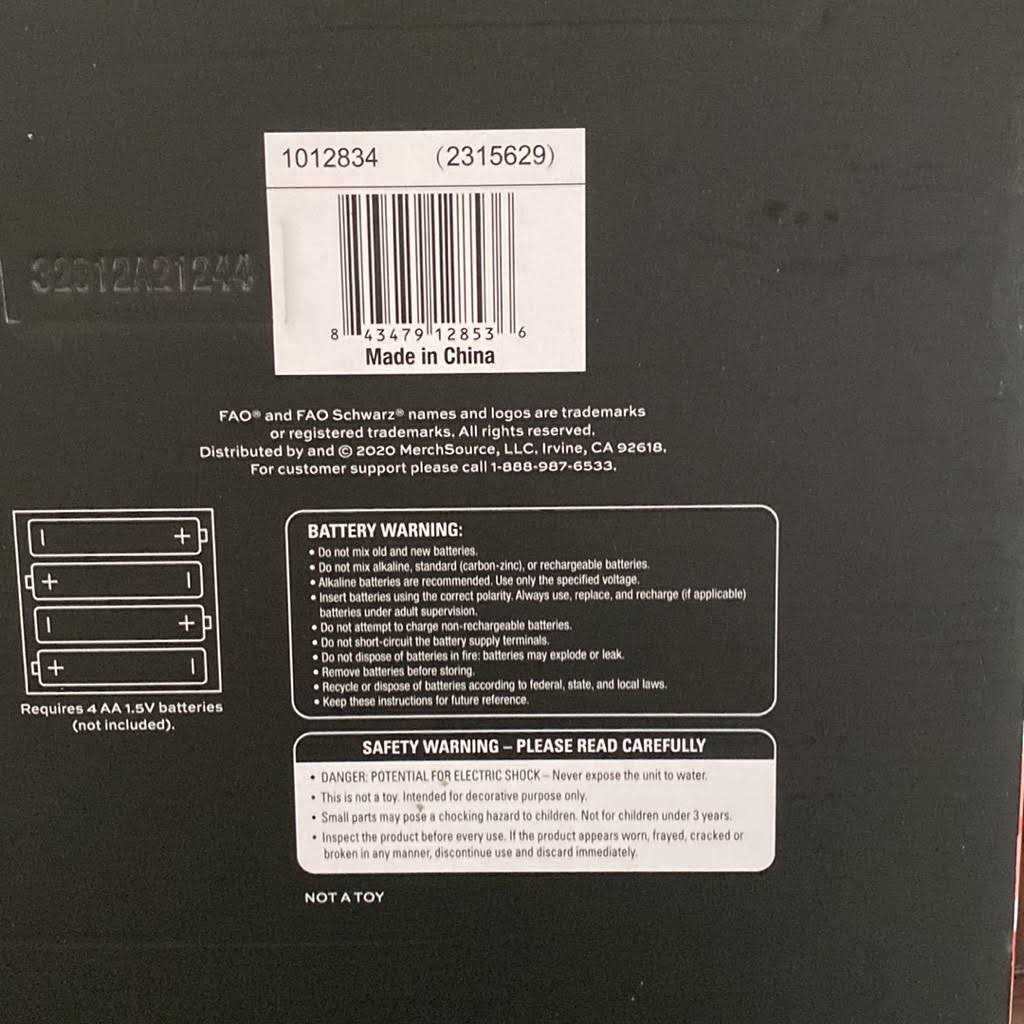 1012834 (2315629)
32312A21244
8 43479 12853 6
Made in China
FAO® and FAO Schwarz® names and logos are trademarks
or registered trademarks. All rights reserved.
Distributed by and © 2020 MerchSource, LLC. Irvine, CA 92618.
For customer support please call 1-888-987-6533.
Requires 4 AA 1.5V batteries
(not included).
BATTERY WARNING:
• Do not mix old and new batteries.
• Do not mix alkaline, standard (carbon-zinc), or rechargeable batteries.
• Alkaline batteries are recommended. Use only the specified voltage.
• Insert batteries using the correct polarity. Always use, replace, and recharge (if applicable)
batteries under adult supervision.
• Do not attempt to charge non-rechargeable batteries.
• Do not short-circuit the battery supply terminals.
• Do not dispose of batteries in fire: batteries may explode or leak.
• Remove batteries before storing.
• Recycle or dispose of batteries according to federal, state, and local laws.
• Keep these instructions for future reference.
SAFETY WARNING – PLEASE READ CAREFULLY
• DANGER: POTENTIAL FOR ELECTRIC SHOCK – Never expose the unit to water.
• This is not a toy. Intended for decorative purpose only.
• Small parts may pose a chocking hazard to children. Not for children under 3 years.
• Inspect the product before every use. If the product appears worn, frayed, cracked or
broken in any manner, discontinue use and discard immediately.
NOT A TOY